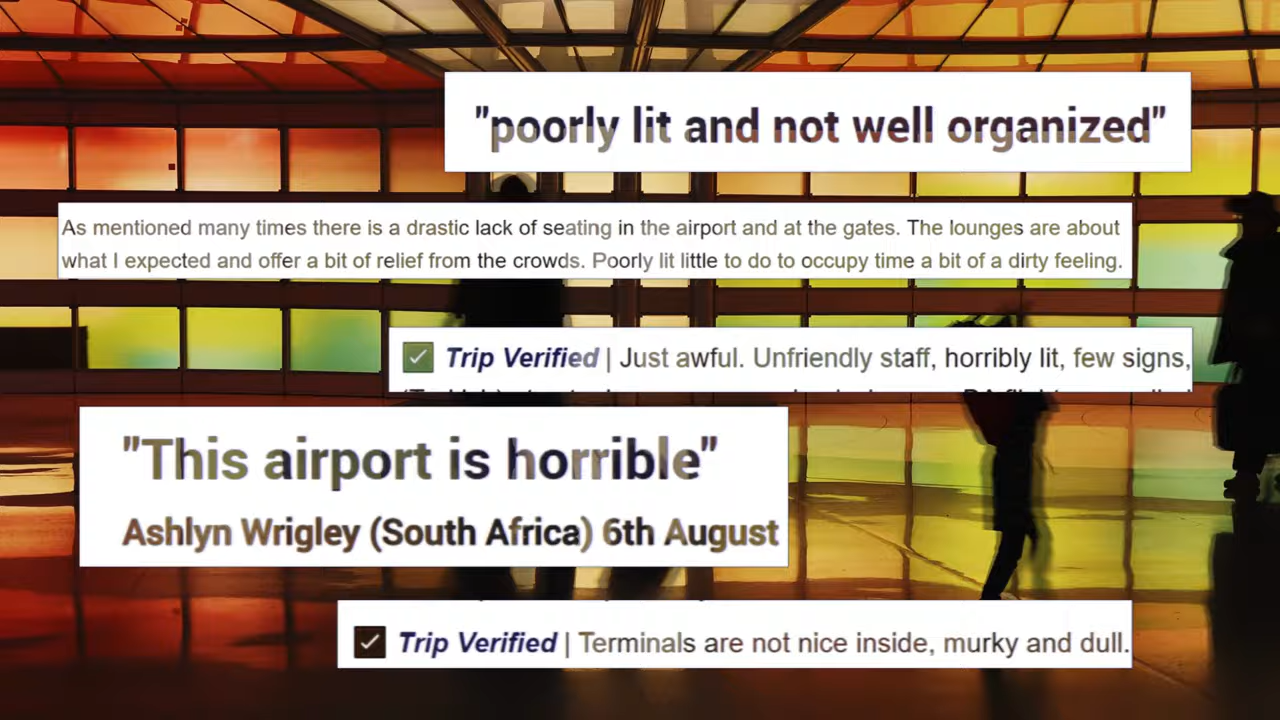 "poorly lit and not well organized"
As mentioned many times there is a drastic lack of seating in the airport and at the gates. The lounges are about
what I expected and offer a bit of relief from the crowds. Poorly lit little to do to occupy time a bit of a dirty feeling.
Trip Verified | Just awful. Unfriendly staff, horribly lit, few signs,
"This airport is horrible"
Ashlyn Wrigley (South Africa) 6th August
Trip Verified | Terminals are not nice inside, murky and dull.